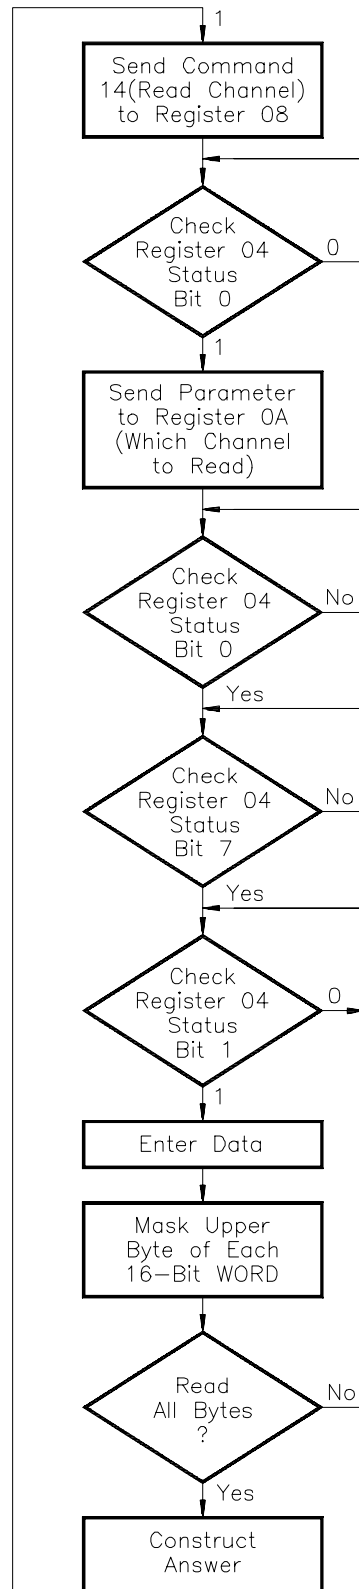 1
Send Command
14(Read Channel)
to Register 08
Check
Register 04
Status
Bit 0
0
1
Send Parameter
to Register 0A
(Which Channel
to Read)
Check
Register 04
Status
Bit 0
No
Yes
Check
Register 04
Status
Bit 7
No
Yes
Check
Register 04
Status
Bit 1
0
1
Enter Data
Mask Upper
Byte of Each
16-Bit WORD
Read
All Bytes
?
No
Yes
Construct
Answer